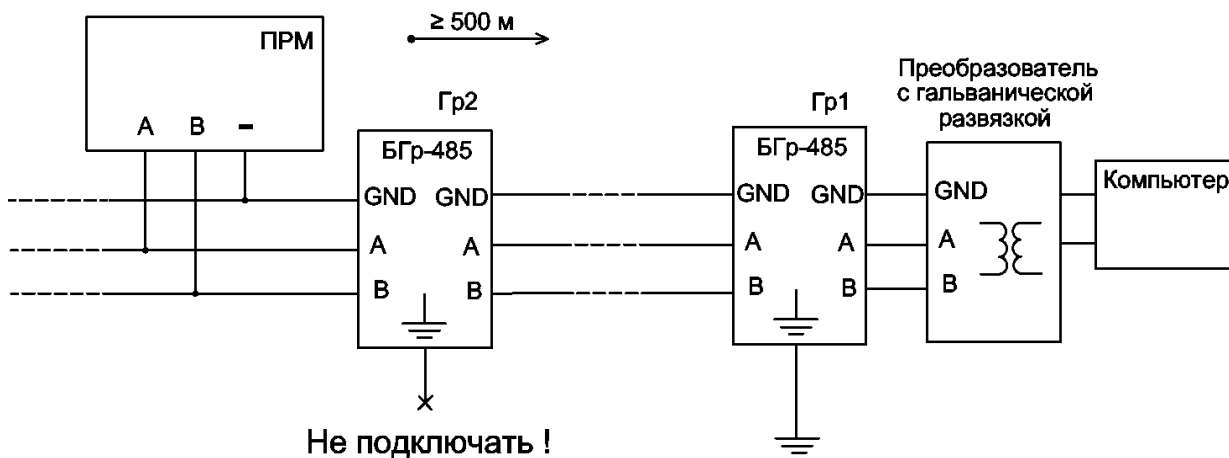 ПРМ
≥ 500 м
Преобразователь
с гальванической
развязкой
Гр2
Гр1
А В –
БГр-485
БГр-485
Компьютер
GND GND
GND GND
GND
А А
А А
А
В В
В В
В
Не подключать !